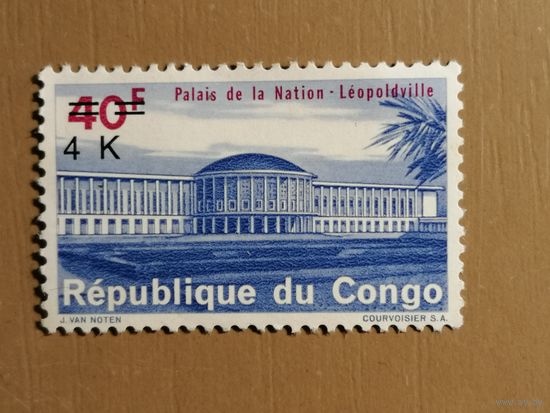 40F Palais de la Nation - Léopoldville
4 K
République du Congo
J. VAN NOTEN COURVOISIER S.A.